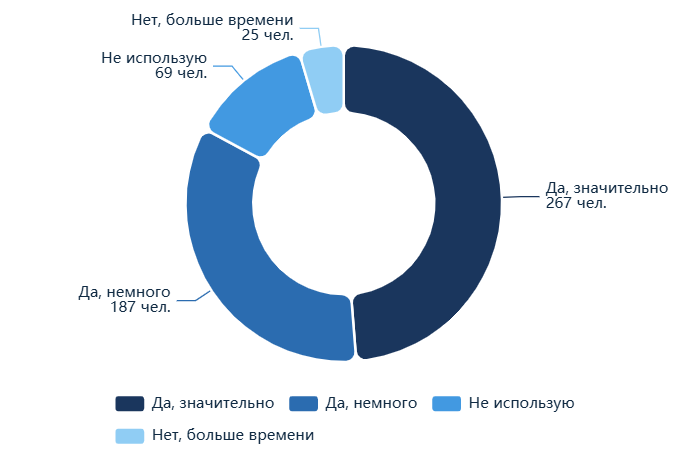 Нет, больше времени
25 чел.
Не использую
69 чел.
Да, значительно
267 чел.
Да, немного
187 чел.
Да, значительно
Да, немного
Не использую
Нет, больше времени